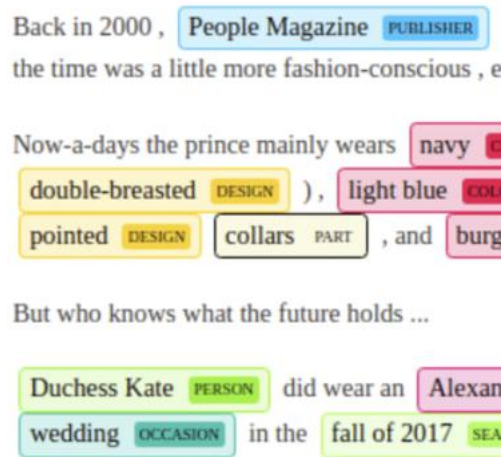 Back in 2000 , People Magazine PUBLISHER
the time was a little more fashion-conscious ,
Now-a-days the prince mainly wears navy
double-breasted DESIGN ) , light blue
pointed DESIGN collars PART , and
But who knows what the future holds ...
Duchess Kate PERSON did wear an
wedding OCCASION in the fall of 2017